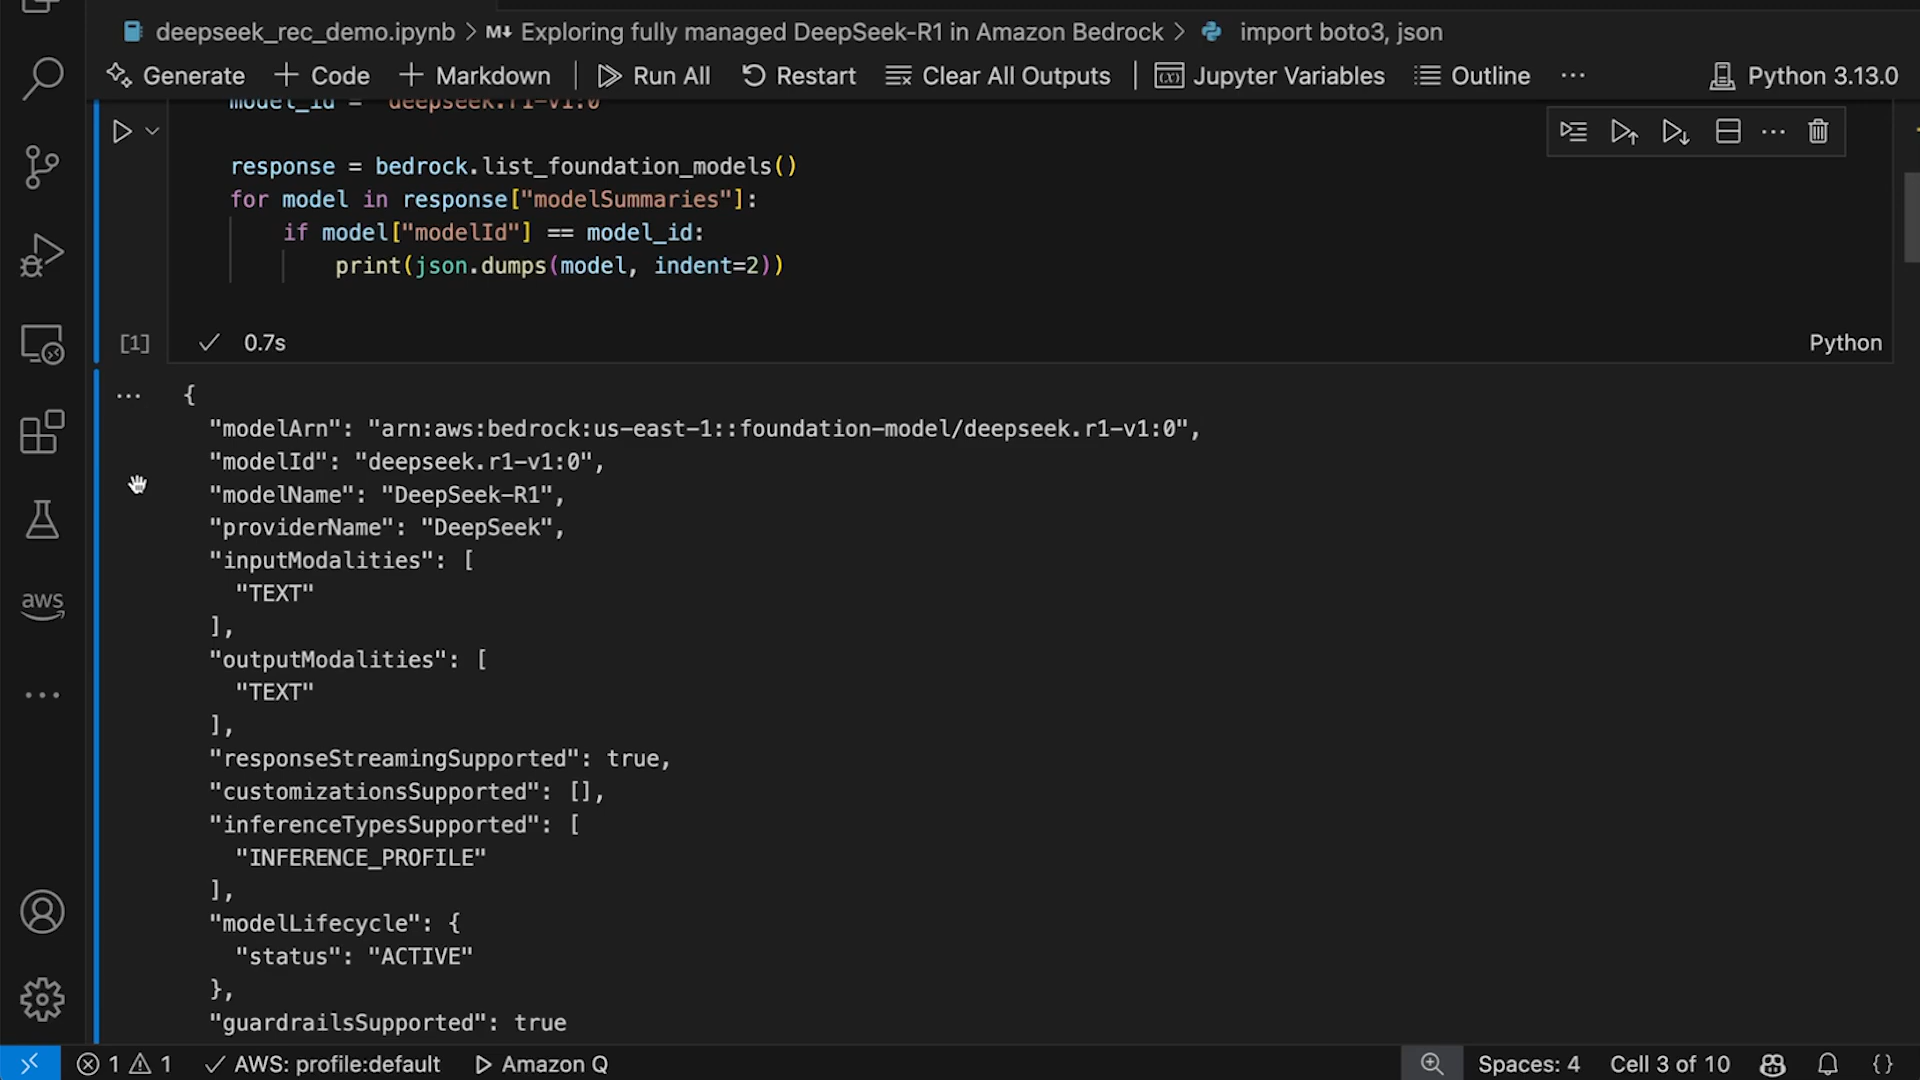 deepseek_rec_demo.ipynb > M↓ Exploring fully managed DeepSeek-R1 in Amazon Bedrock > import boto3, json
Generate + Code + Markdown | Run All Restart Clear All Outputs | Jupyter Variables Outline ··· Python 3.13.0
model_id = "deepseek.r1-v1:0"
response = bedrock.list_foundation_models()
for model in response["modelSummaries"]:
    if model["modelId"] == model_id:
        print(json.dumps(model, indent=2))
[1] ✓ 0.7s Python
{
  "modelArn": "arn:aws:bedrock:us-east-1::foundation-model/deepseek.r1-v1:0",
  "modelId": "deepseek.r1-v1:0",
  "modelName": "DeepSeek-R1",
  "providerName": "DeepSeek",
  "inputModalities": [
    "TEXT"
  ],
  "outputModalities": [
    "TEXT"
  ],
  "responseStreamingSupported": true,
  "customizationsSupported": [],
  "inferenceTypesSupported": [
    "INFERENCE_PROFILE"
  ],
  "modelLifecycle": {
    "status": "ACTIVE"
  },
  "guardrailsSupported": true
aws
1 1 AWS: profile:default Amazon Q Spaces: 4 Cell 3 of 10 {}